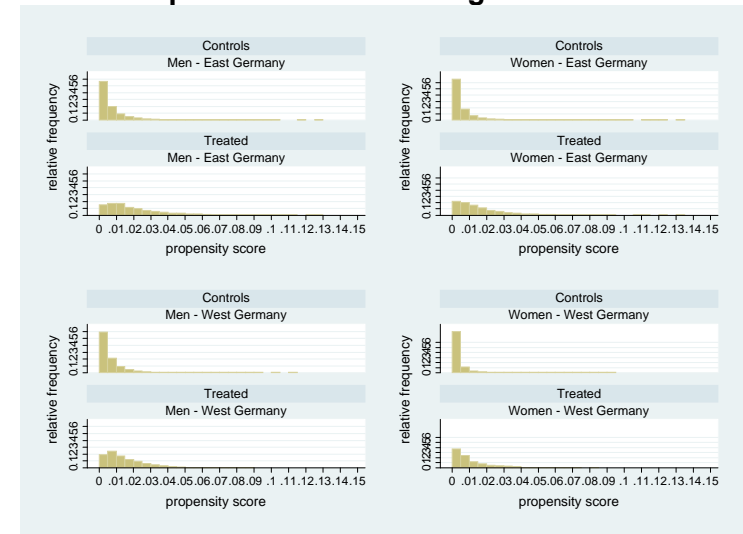 Controls
Men - East Germany
relative frequency
0.123456
Treated
Men - East Germany
0.123456
0 .01.02.03.04.05.06.07.08.09 .1 .11.12.13.14.15
propensity score
Controls
Women - East Germany
relative frequency
0.123456
Treated
Women - East Germany
0.123456
0 .01.02.03.04.05.06.07.08.09 .1 .11.12.13.14.15
propensity score
Controls
Men - West Germany
relative frequency
0.123456
Treated
Men - West Germany
0.123456
0 .01.02.03.04.05.06.07.08.09 .1 .11.12.13.14.15
propensity score
Controls
Women - West Germany
relative frequency
Treated
Women - West Germany
0 .01.02.03.04.05.06.07.08.09 .1 .11.12.13.14.15
propensity score